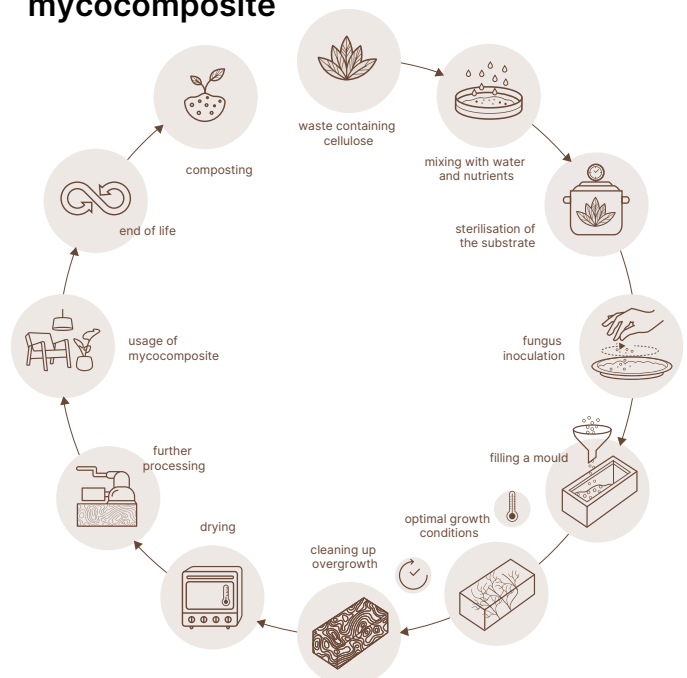 mycocomposite
waste containing
cellulose
mixing with water
and nutrients
sterilisation of
the substrate
fungus
inoculation
filling a mould
optimal growth
conditions
cleaning up
overgrowth
drying
further
processing
usage of
mycocomposite
end of life
composting